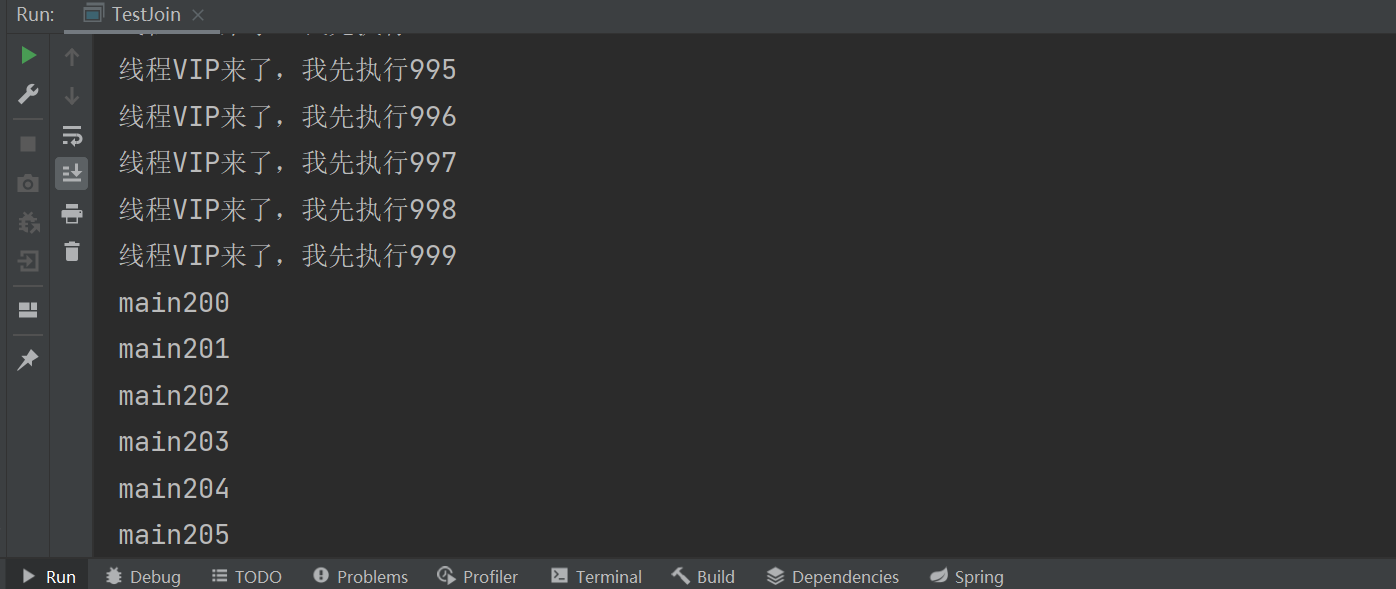 Run: TestJoin
线程VIP来了，我先执行995
线程VIP来了，我先执行996
线程VIP来了，我先执行997
线程VIP来了，我先执行998
线程VIP来了，我先执行999
main200
main201
main202
main203
main204
main205
Run Debug TODO Problems Profiler Terminal Build Dependencies Spring